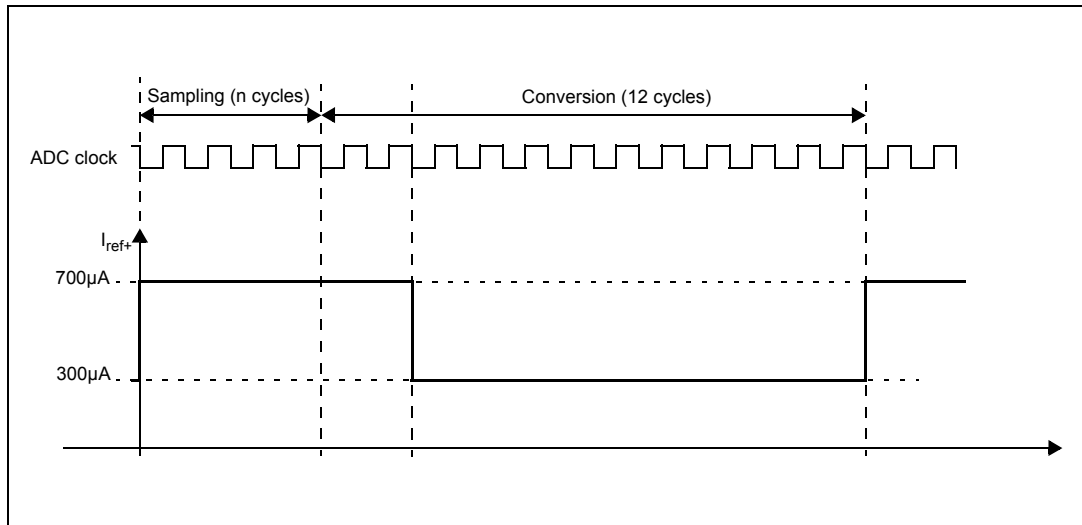 Sampling (n cycles)
Conversion (12 cycles)
ADC clock
Iref+
700µA
300µA